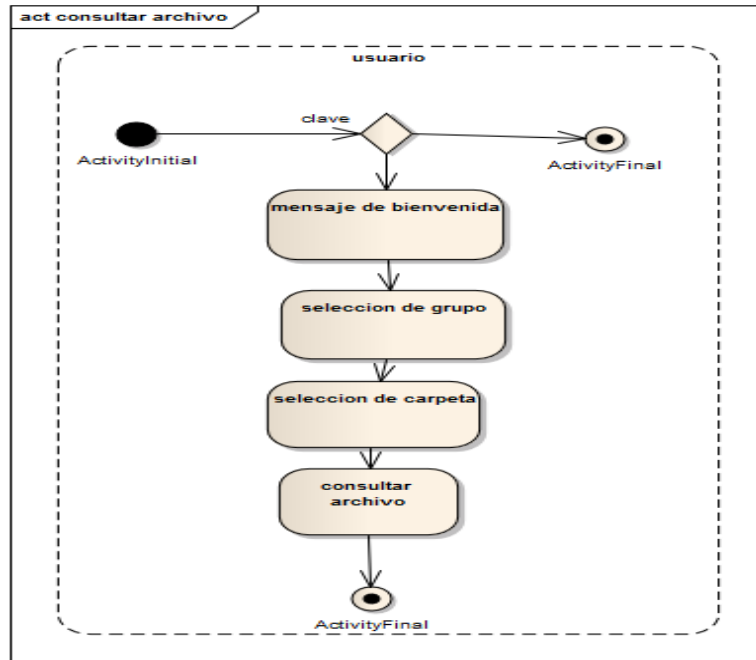 act consultar archivo
usuario
clave
ActivityInitial
ActivityFinal
mensaje de bienvenida
seleccion de grupo
seleccion de carpeta
consultar
archivo
ActivityFinal